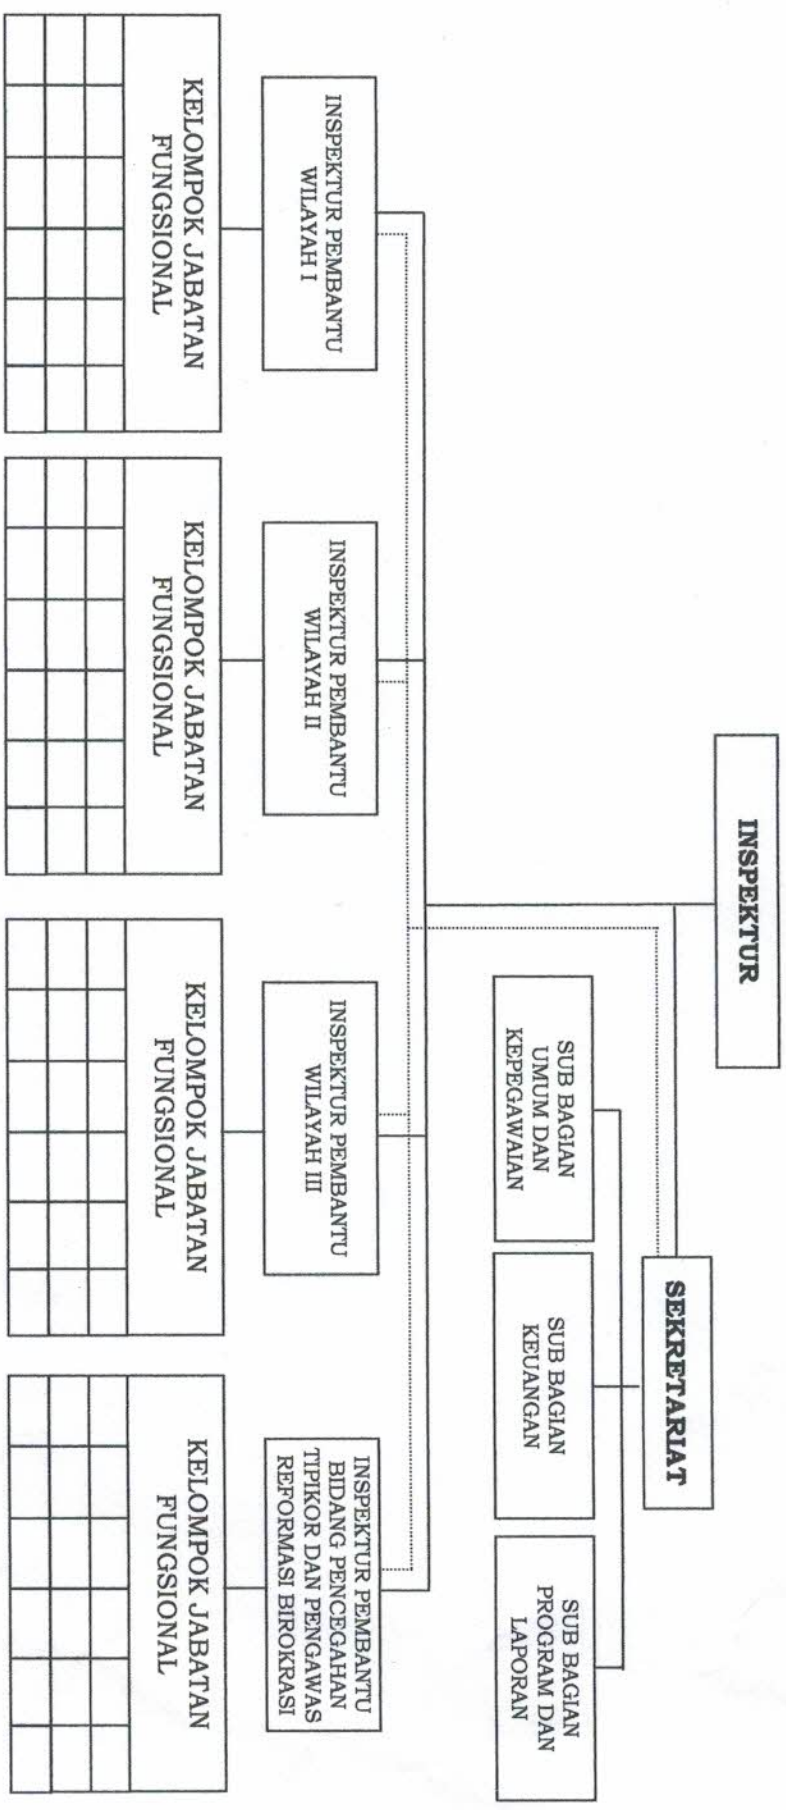 INSPEKTUR
SEKRETARIAT
SUB BAGIAN
UMUM DAN
KEPEGAWAIAN
SUB BAGIAN
KEUANGAN
SUB BAGIAN
PROGRAM DAN
LAPORAN
INSPEKTUR PEMBANTU
WILAYAH I
INSPEKTUR PEMBANTU
WILAYAH II
INSPEKTUR PEMBANTU
WILAYAH III
INSPEKTUR PEMBANTU
BIDANG PENCEGAHAN
TIPIKOR DAN PENGAWAS
REFORMASI BIROKRASI
KELOMPOK JABATAN
FUNGSIONAL
KELOMPOK JABATAN
FUNGSIONAL
KELOMPOK JABATAN
FUNGSIONAL
KELOMPOK JABATAN
FUNGSIONAL